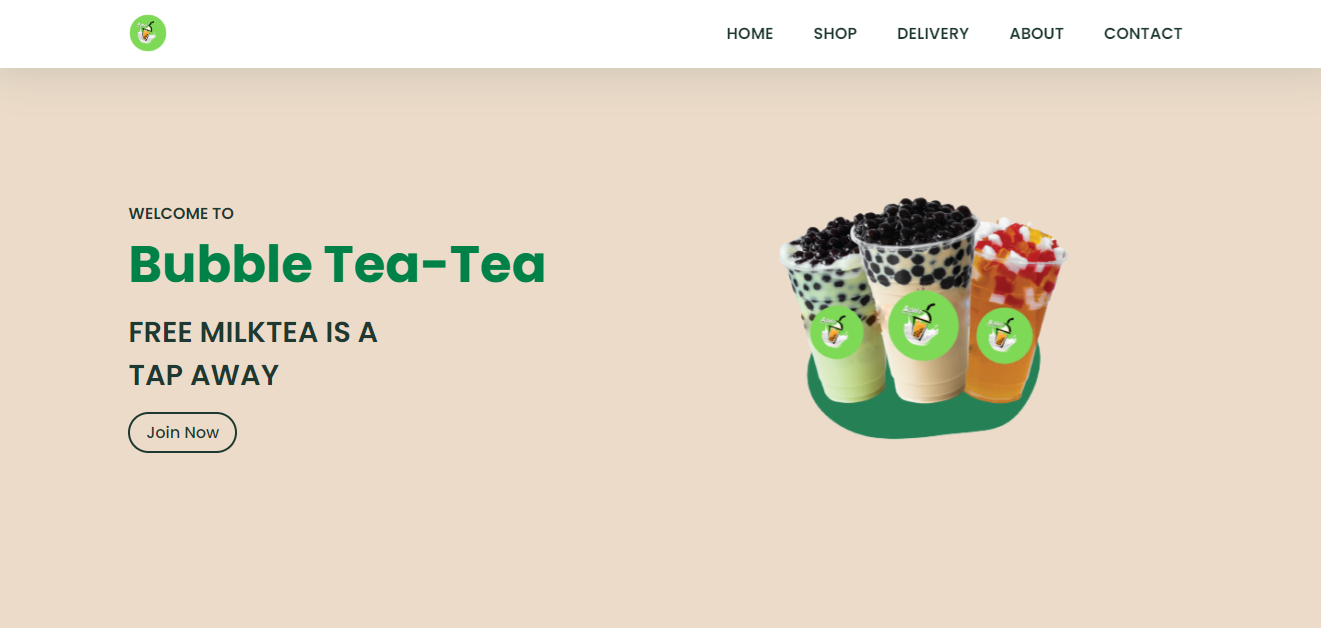 HOME SHOP DELIVERY ABOUT CONTACT
WELCOME TO
Bubble Tea-Tea
FREE MILKTEA IS A
TAP AWAY
Join Now